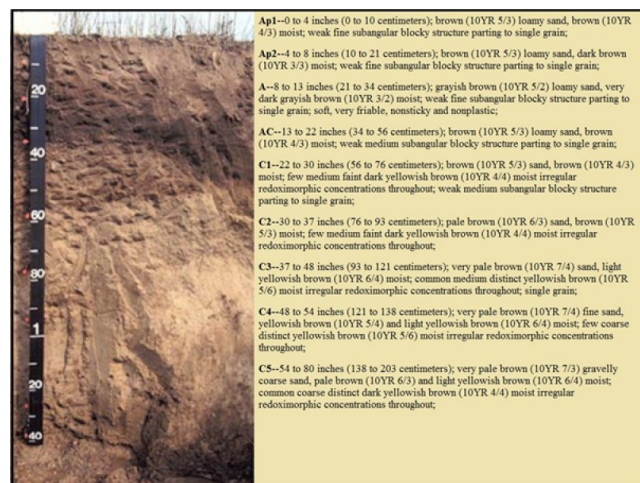 Ap1--0 to 4 inches (0 to 10 centimeters); brown (10YR 5/3) loamy sand, brown (10YR
4/3) moist; weak fine subangular blocky structure parting to single grain;
Ap2--4 to 8 inches (10 to 21 centimeters); brown (10YR 5/3) loamy sand, dark brown
(10YR 3/3) moist; weak fine subangular blocky structure parting to single grain;
A--8 to 13 inches (21 to 34 centimeters); grayish brown (10YR 5/2) loamy sand, very
dark grayish brown (10YR 3/2) moist; weak fine subangular blocky structure parting to
single grain; soft, very friable, nonsticky and nonplastic;
AC--13 to 22 inches (34 to 56 centimeters); brown (10YR 5/3) loamy sand, brown
(10YR 4/3) moist; weak medium subangular blocky structure parting to single grain;
C1--22 to 30 inches (56 to 76 centimeters); brown (10YR 5/3) sand, brown (10YR 4/3)
moist; few medium faint dark yellowish brown (10YR 4/4) moist irregular
redoximorphic concentrations throughout; weak medium subangular blocky structure
parting to single grain;
C2--30 to 37 inches (76 to 93 centimeters); pale brown (10YR 6/3) sand, brown (10YR
5/3) moist; few medium faint dark yellowish brown (10YR 4/4) moist irregular
redoximorphic concentrations throughout;
C3--37 to 48 inches (93 to 121 centimeters); very pale brown (10YR 7/4) sand, light
yellowish brown (10YR 6/4) moist; common medium distinct yellowish brown (10YR
5/6) moist irregular redoximorphic concentrations throughout; single grain;
C4--48 to 54 inches (121 to 138 centimeters); very pale brown (10YR 7/4) fine sand,
yellowish brown (10YR 5/4) and light yellowish brown (10YR 6/4) moist; few coarse
distinct yellowish brown (10YR 5/6) moist irregular redoximorphic concentrations
throughout;
C5--54 to 80 inches (138 to 203 centimeters); very pale brown (10YR 7/3) gravelly
coarse sand, pale brown (10YR 6/3) and light yellowish brown (10YR 6/4) moist;
common coarse distinct dark yellowish brown (10YR 4/4) moist irregular
redoximorphic concentrations throughout;
20
40
60
80
1
20
40